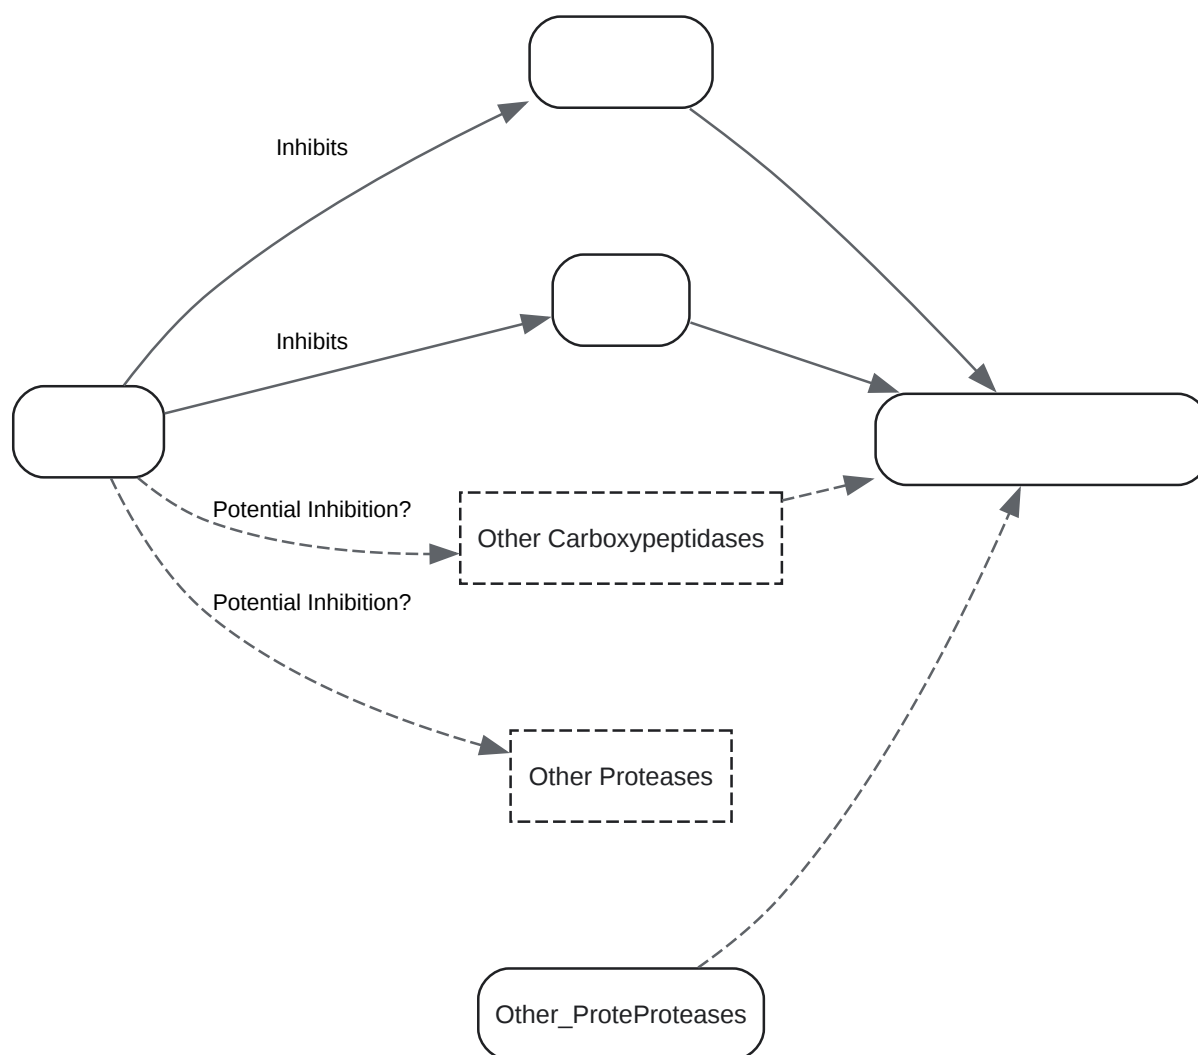 Inhibits
Inhibits
Potential Inhibition?
Other Carboxypeptidases
Potential Inhibition?
Other Proteases
Other_ProteProteases